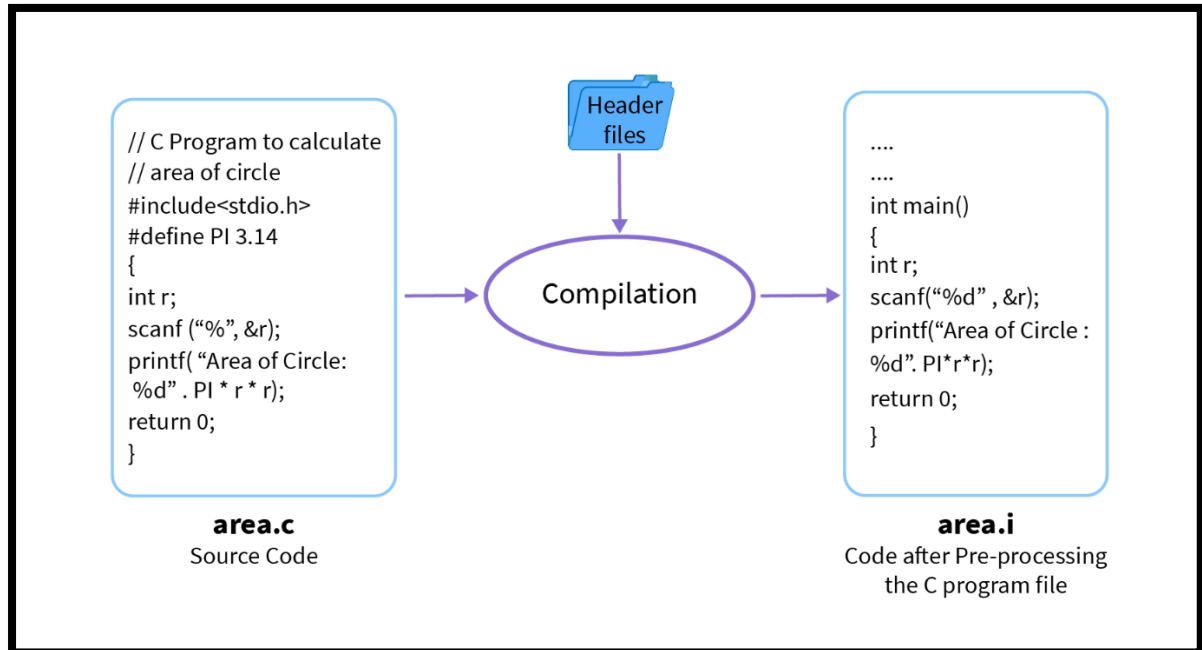 // C Program to calculate
// area of circle
#include<stdio.h>
#define PI 3.14
{
int r;
scanf (“%”, &r);
printf( “Area of Circle:
%d” . PI * r * r);
return 0;
}
area.c
Source Code
Header
files
Compilation
....
....
int main()
{
int r;
scanf(“%d” , &r);
printf(“Area of Circle :
%d”. PI*r*r);
return 0;
}
area.i
Code after Pre-processing
the C program file